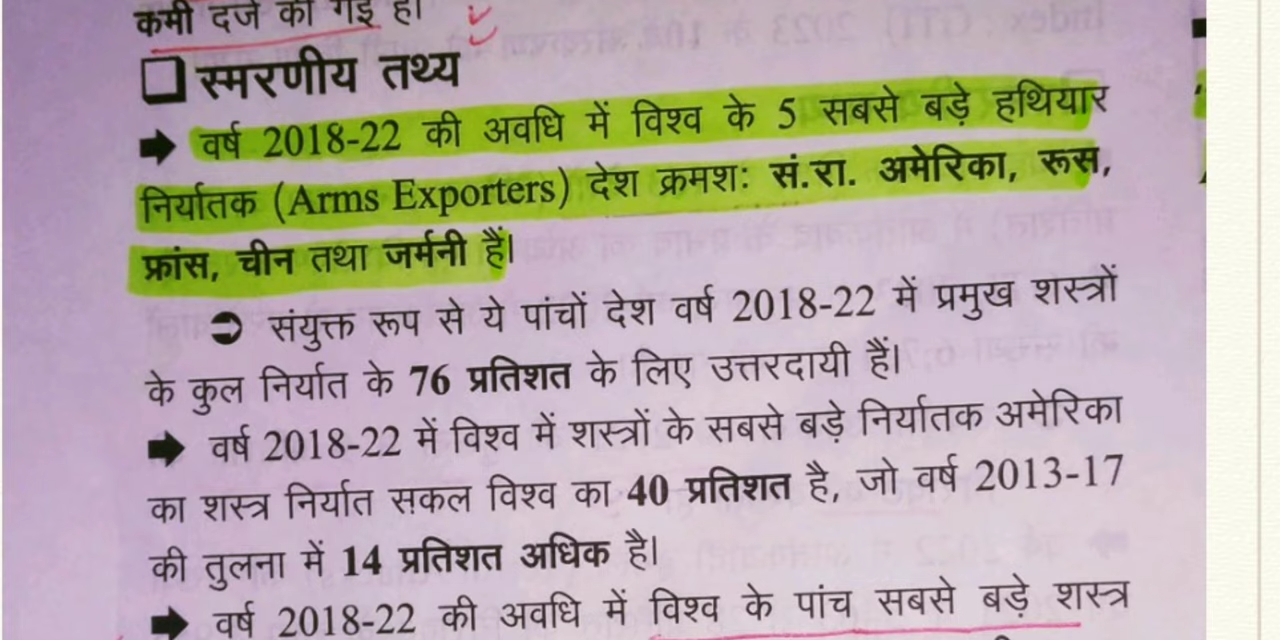 कमी दर्ज की गई है।
❑ स्मरणीय तथ्य
➡ वर्ष 2018-22 की अवधि में विश्व के 5 सबसे बड़े हथियार
निर्यातक (Arms Exporters) देश क्रमशः सं.रा. अमेरिका, रूस,
फ्रांस, चीन तथा जर्मनी हैं।
➲ संयुक्त रूप से ये पांचों देश वर्ष 2018-22 में प्रमुख शस्त्रों
के कुल निर्यात के 76 प्रतिशत के लिए उत्तरदायी हैं।
➡ वर्ष 2018-22 में विश्व में शस्त्रों के सबसे बड़े निर्यातक अमेरिका
का शस्त्र निर्यात सकल विश्व का 40 प्रतिशत है, जो वर्ष 2013-17
की तुलना में 14 प्रतिशत अधिक है।
➡ वर्ष 2018-22 की अवधि में विश्व के पांच सबसे बड़े शस्त्र